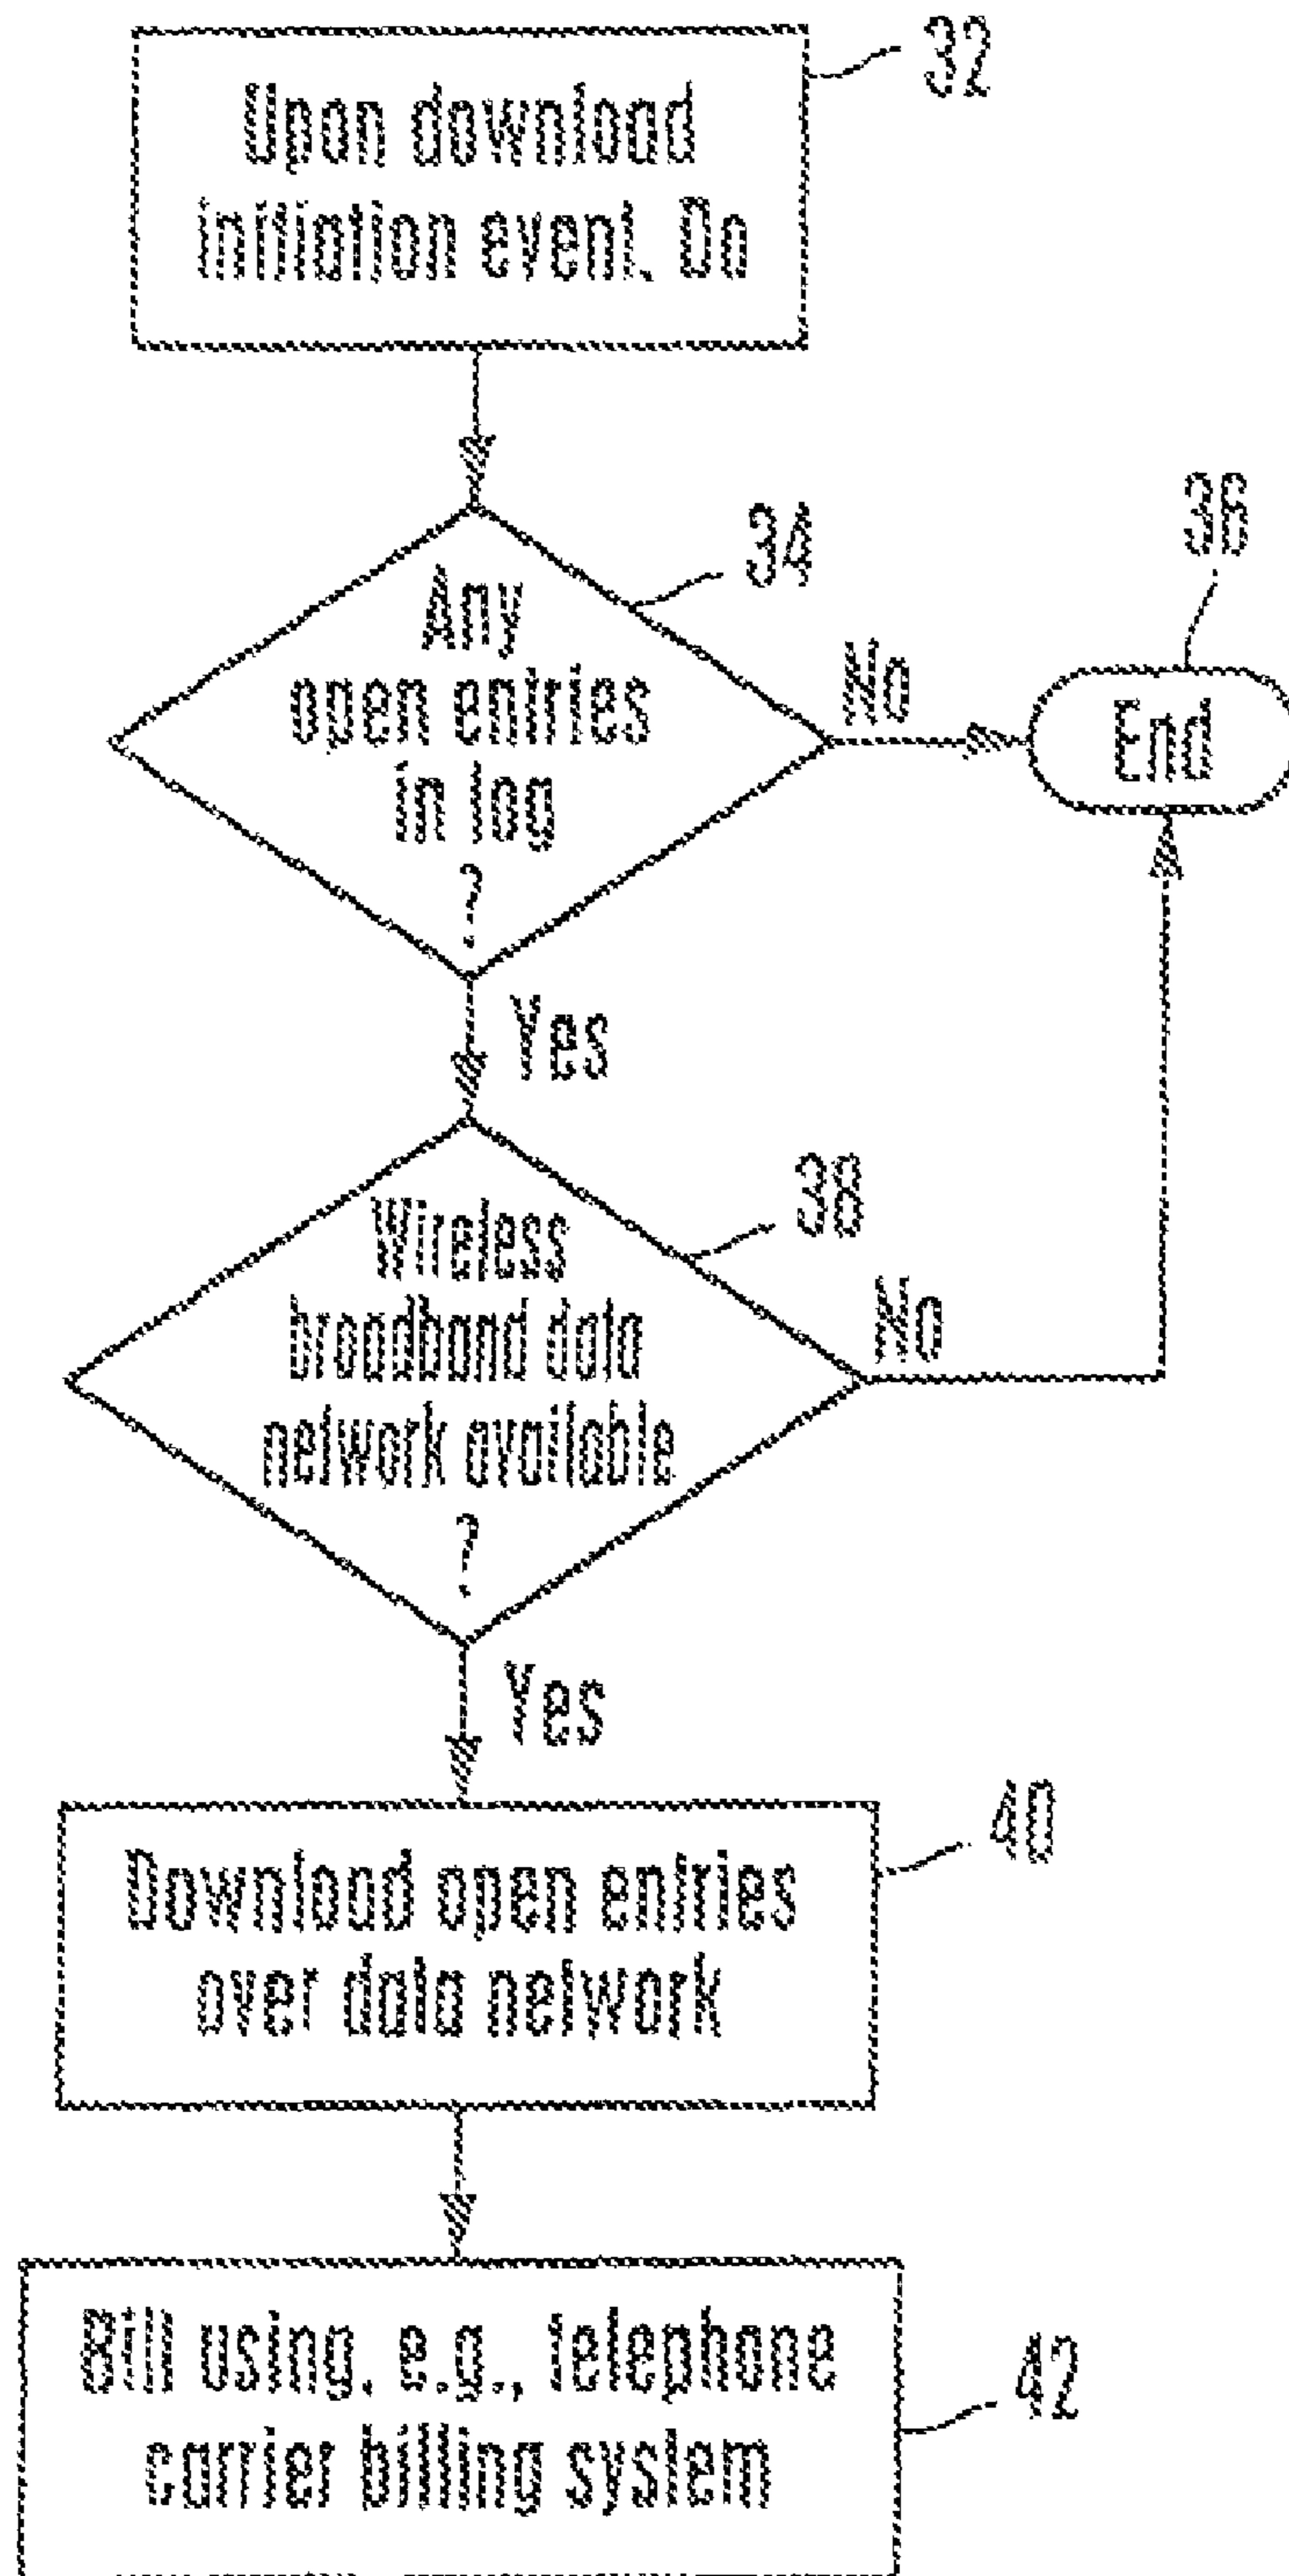 32
Upon download
initiation event, Do
34
Any
open entries
in log
?
No
36
End
Yes
38
Wireless
broadband data
network available
?
No
Yes
40
Download open entries
over data network
42
Bill using, e.g., telephone
carrier billing system